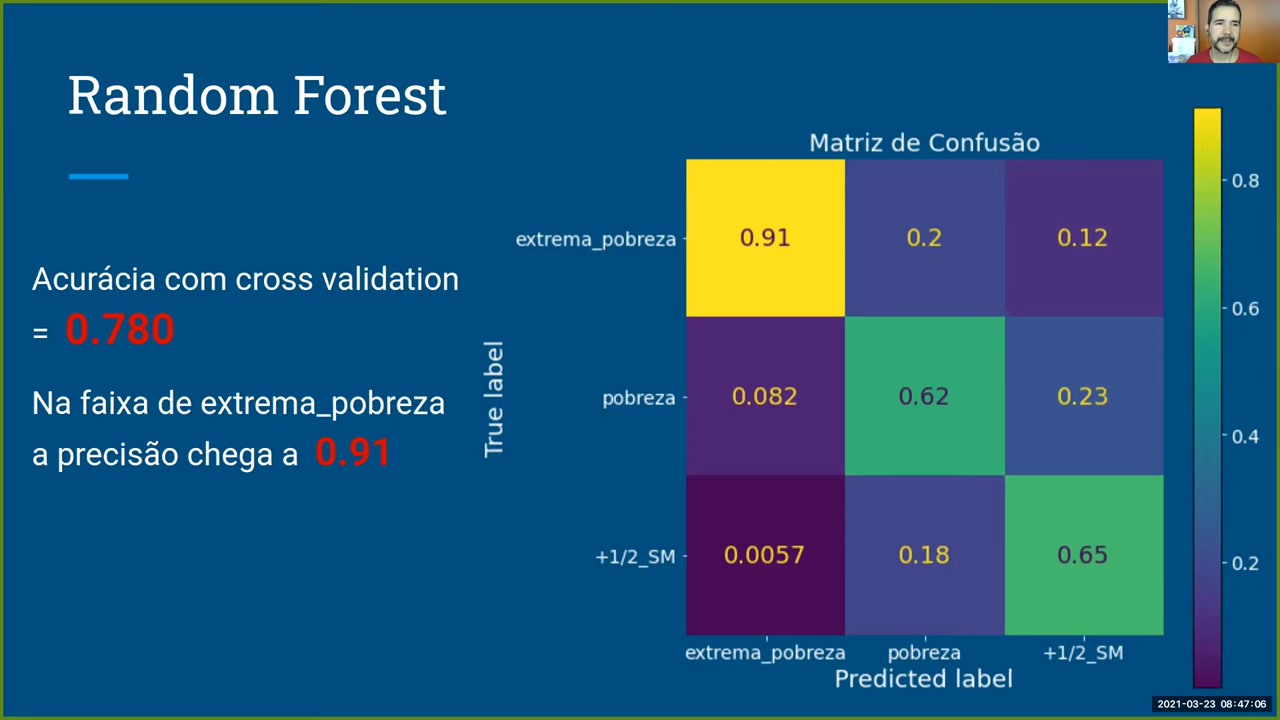 Random Forest
Acurácia com cross validation
= 0.780
Na faixa de extrema_pobreza
a precisão chega a 0.91
Matriz de Confusão
True label
extrema_pobreza 0.91 0.2 0.12
pobreza 0.082 0.62 0.23
+1/2_SM 0.0057 0.18 0.65
extrema_pobreza pobreza +1/2_SM
Predicted label
0.8
0.6
0.4
0.2
2021-03-23 08:47:06